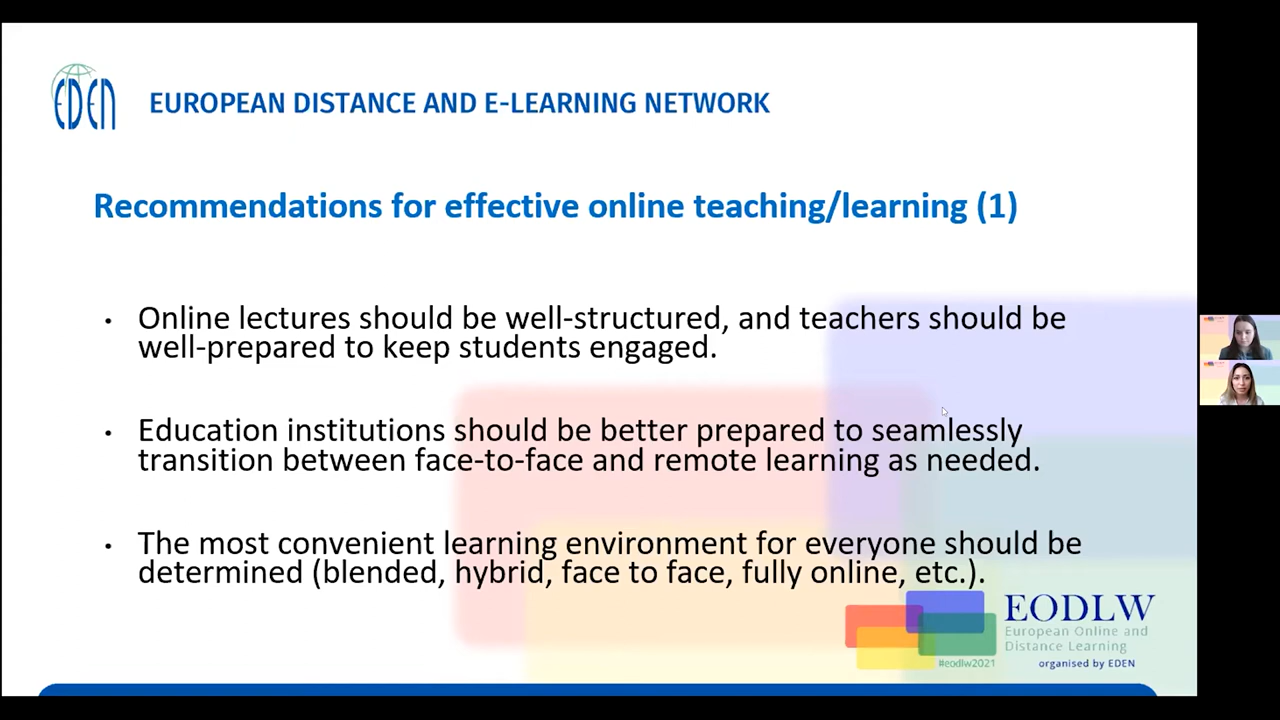 EDEN
EUROPEAN DISTANCE AND E-LEARNING NETWORK
Recommendations for effective online teaching/learning (1)
• Online lectures should be well-structured, and teachers should be
well-prepared to keep students engaged.
• Education institutions should be better prepared to seamlessly
transition between face-to-face and remote learning as needed.
• The most convenient learning environment for everyone should be
determined (blended, hybrid, face to face, fully online, etc.).
EODLW
European Online and
Distance Learning
#eodlw2021
organised by EDEN